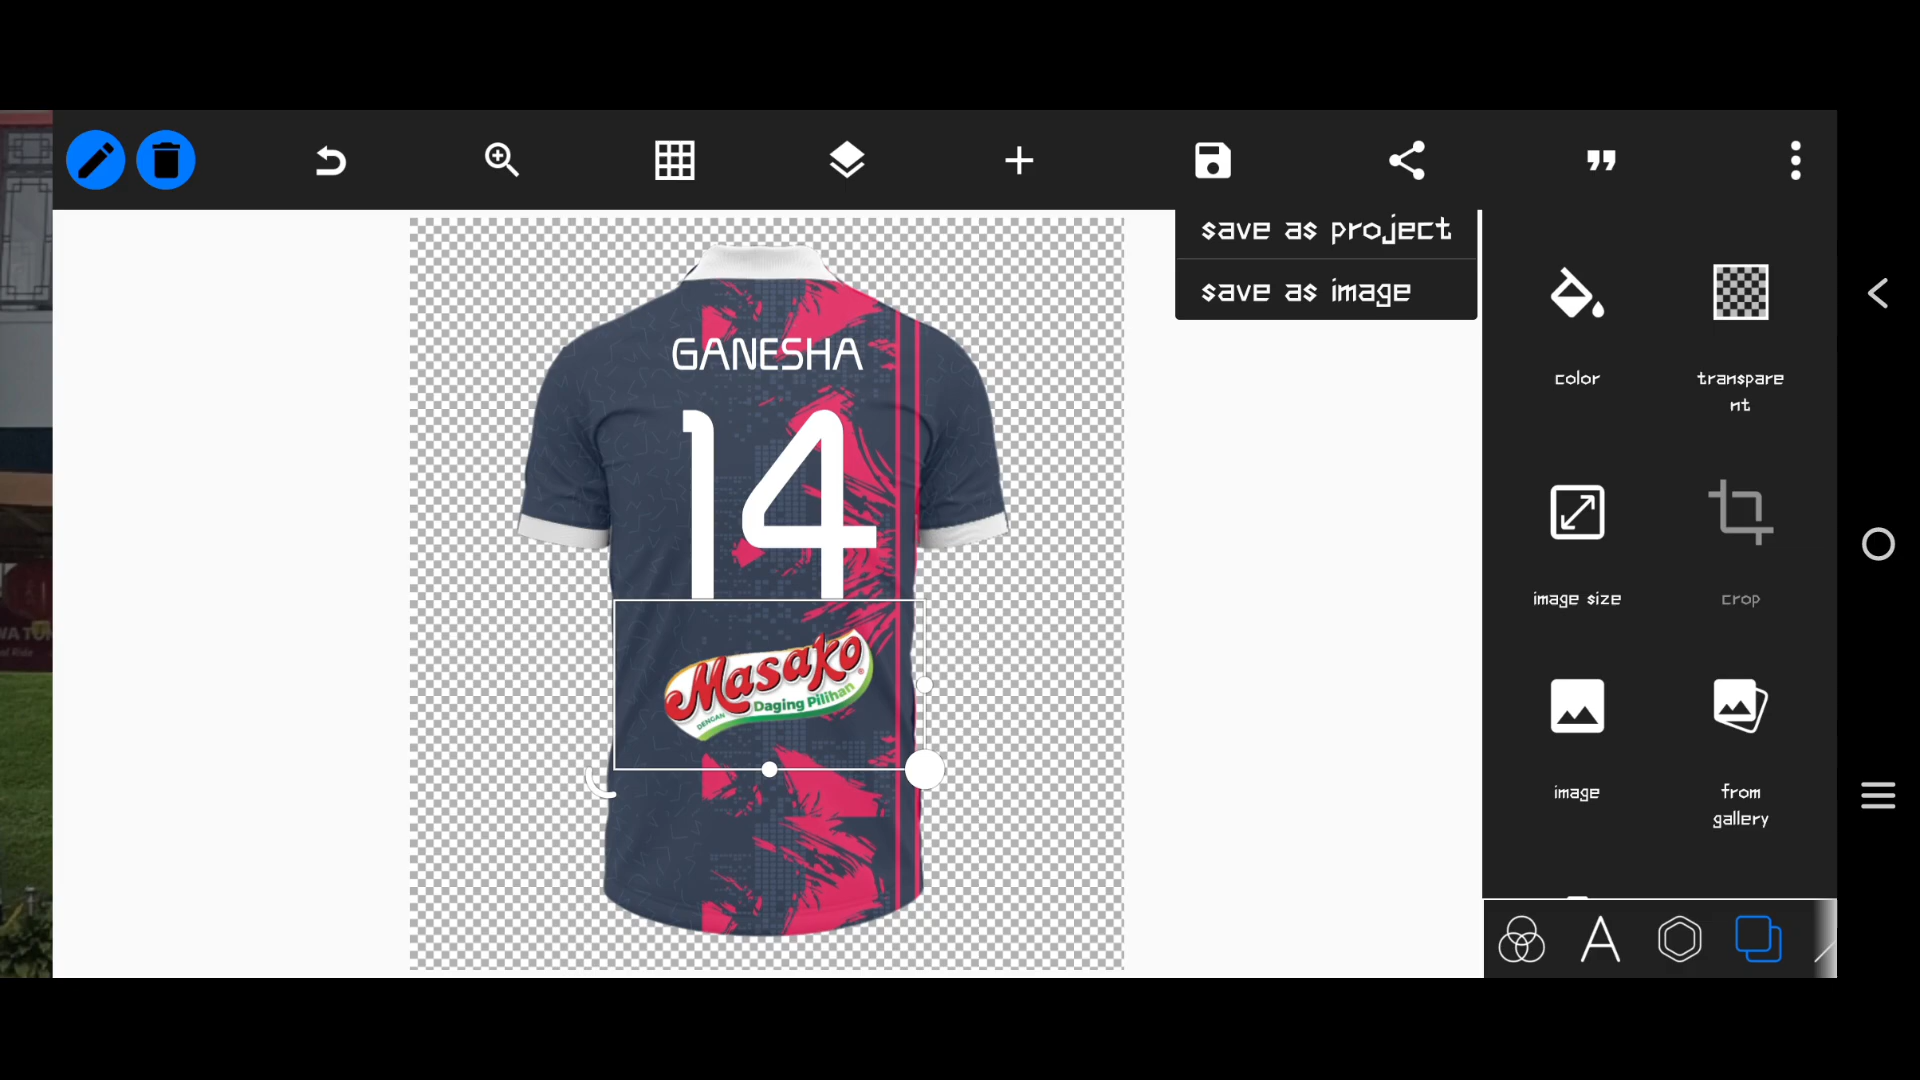 save as project
save as image
GANESHA
14
Masako
®
DENGAN Daging Pilihan
color
transpare
nt
image size
crop
image
from
gallery